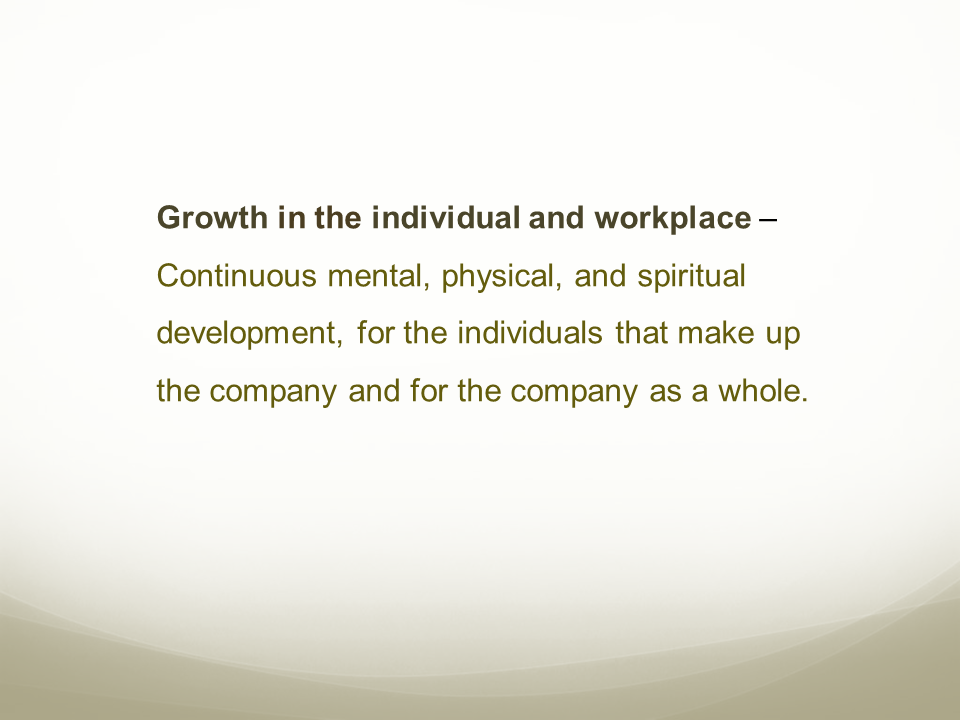 Growth in the individual and workplace –
Continuous mental, physical, and spiritual
development, for the individuals that make up
the company and for the company as a whole.